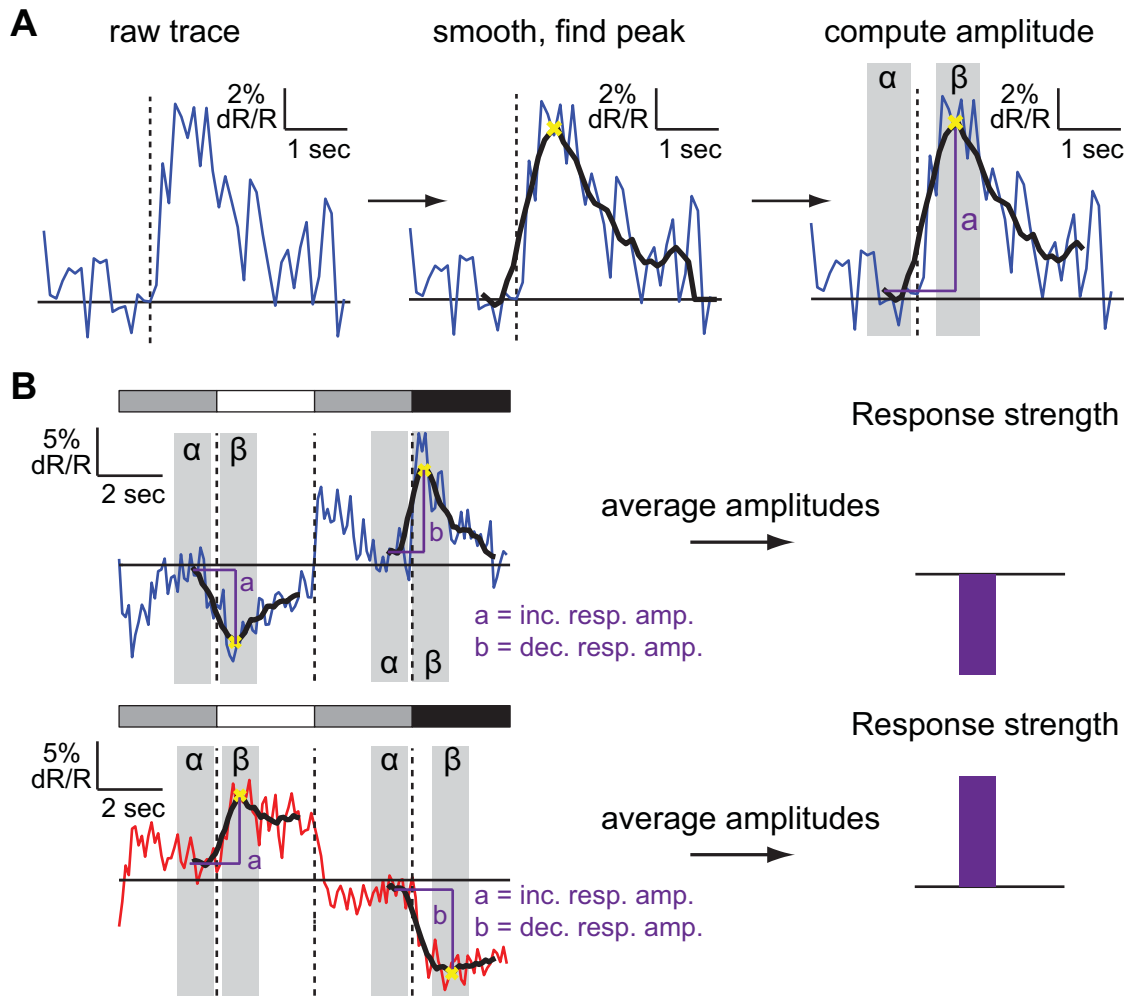 A
raw trace
smooth, find peak
compute amplitude
2%
dR/R
1 sec
2%
dR/R
1 sec
α
β
2%
dR/R
1 sec
a
B
5%
dR/R
2 sec
α
β
a
α
β
b
a = inc. resp. amp.
b = dec. resp. amp.
average amplitudes
Response strength
5%
dR/R
2 sec
α
β
a
α
β
b
a = inc. resp. amp.
b = dec. resp. amp.
average amplitudes
Response strength